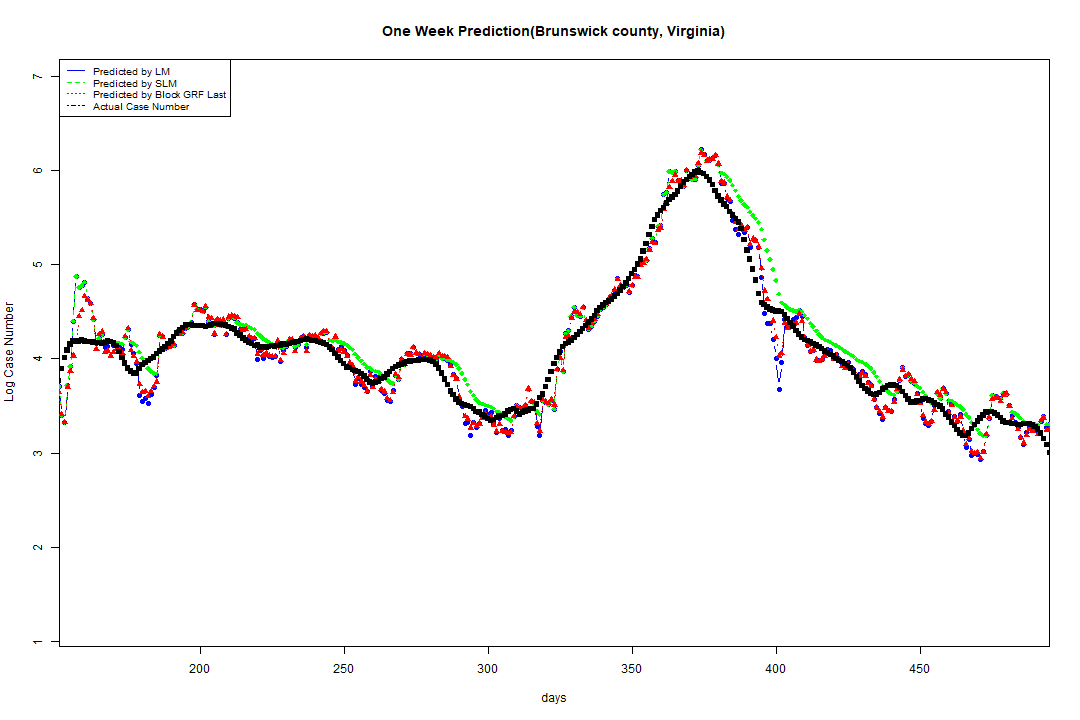 One Week Prediction(Brunswick county, Virginia)
Predicted by LM
Predicted by SLM
Predicted by Block GRF Last
Actual Case Number
7
6
5
4
3
2
1
Log Case Number
200 250 300 350 400 450
days